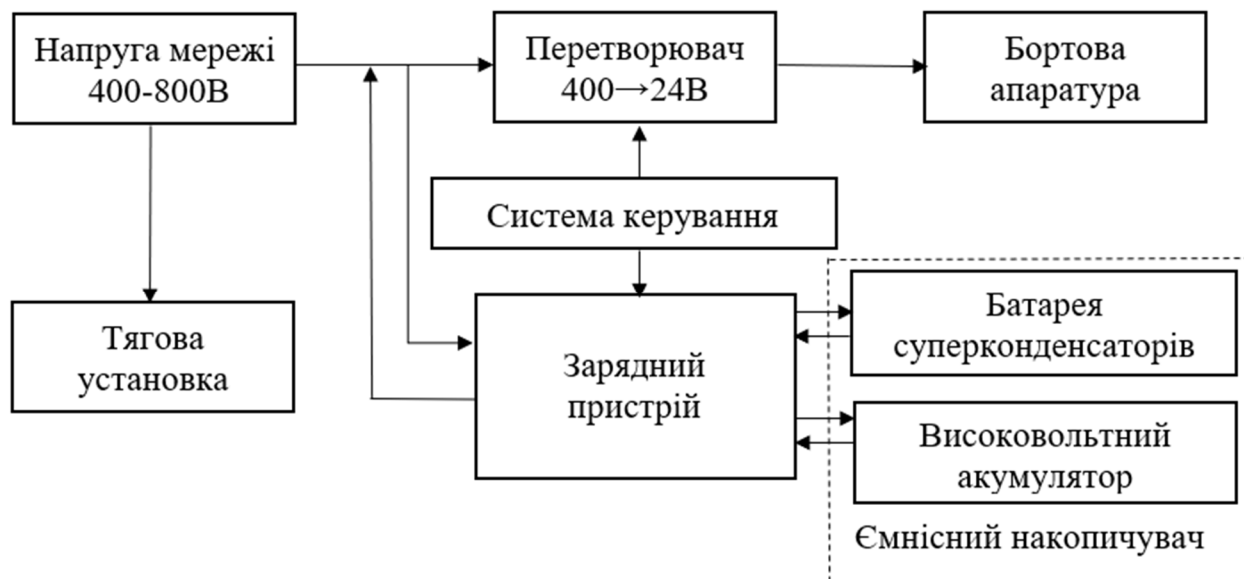 Напруга мережі
400-800В
Перетворювач
400→24В
Бортова
апаратура
Система керування
Тягова
установка
Зарядний
пристрій
Батарея
суперконденсаторів
Високовольтний
акумулятор
Ємнісний накопичувач